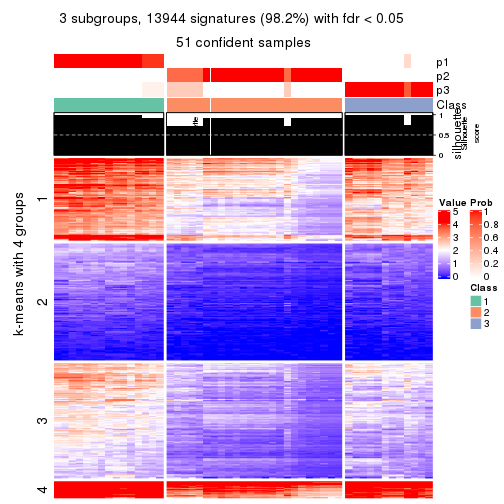 3 subgroups, 13944 signatures (98.2%) with fdr < 0.05
51 confident samples
p1
p2
p3
Class
1
0.5
0
silhouette
Silhouette
score
k-means with 4 groups
1
2
3
4
Value
5
4
3
2
1
0
Prob
1
0.8
0.6
0.4
0.2
0
Class
1
2
3